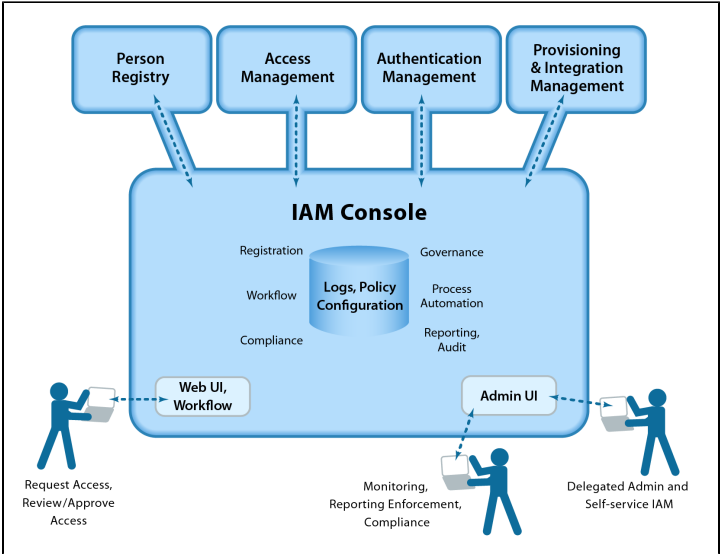 Person
Registry
Access
Management
Authentication
Management
Provisioning
& Integration
Management
IAM Console
Registration
Workflow
Compliance
Logs, Policy
Configuration
Governance
Process
Automation
Reporting,
Audit
Web UI,
Workflow
Admin UI
Request Access,
Review/Approve
Access
Monitoring,
Reporting Enforcement,
Compliance
Delegated Admin and
Self-service IAM